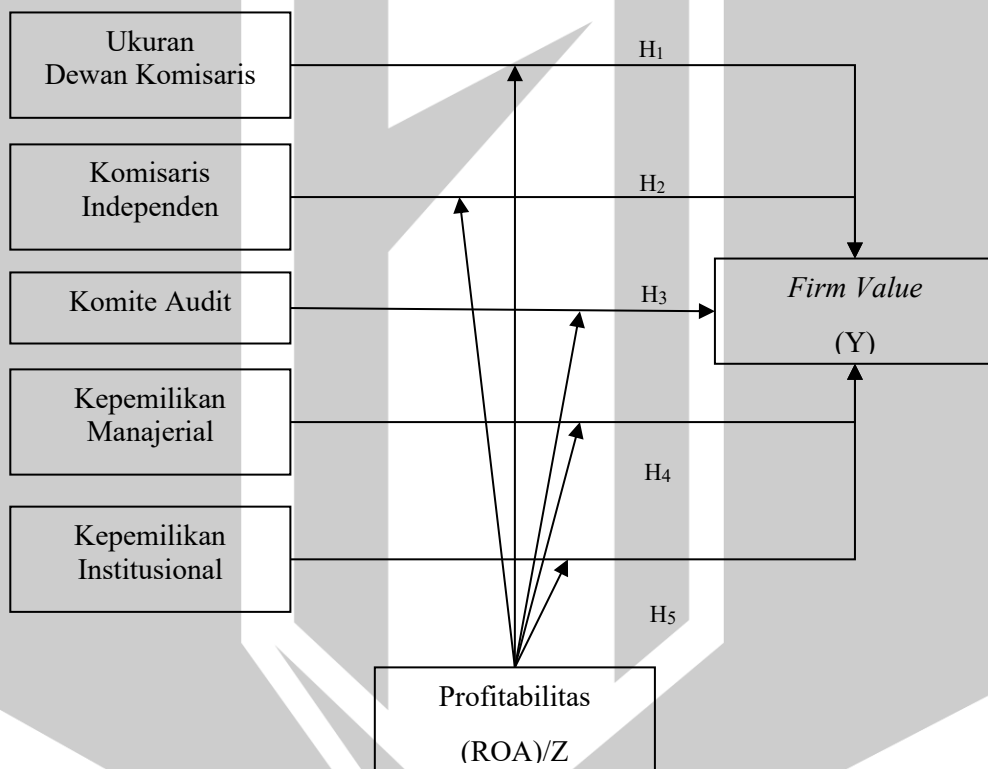 Ukuran
Dewan Komisaris
H1
Komisaris
Independen
H2
Komite Audit
H3
Firm Value
(Y)
Kepemilikan
Manajerial
H4
Kepemilikan
Institusional
H5
Profitabilitas
(ROA)/Z